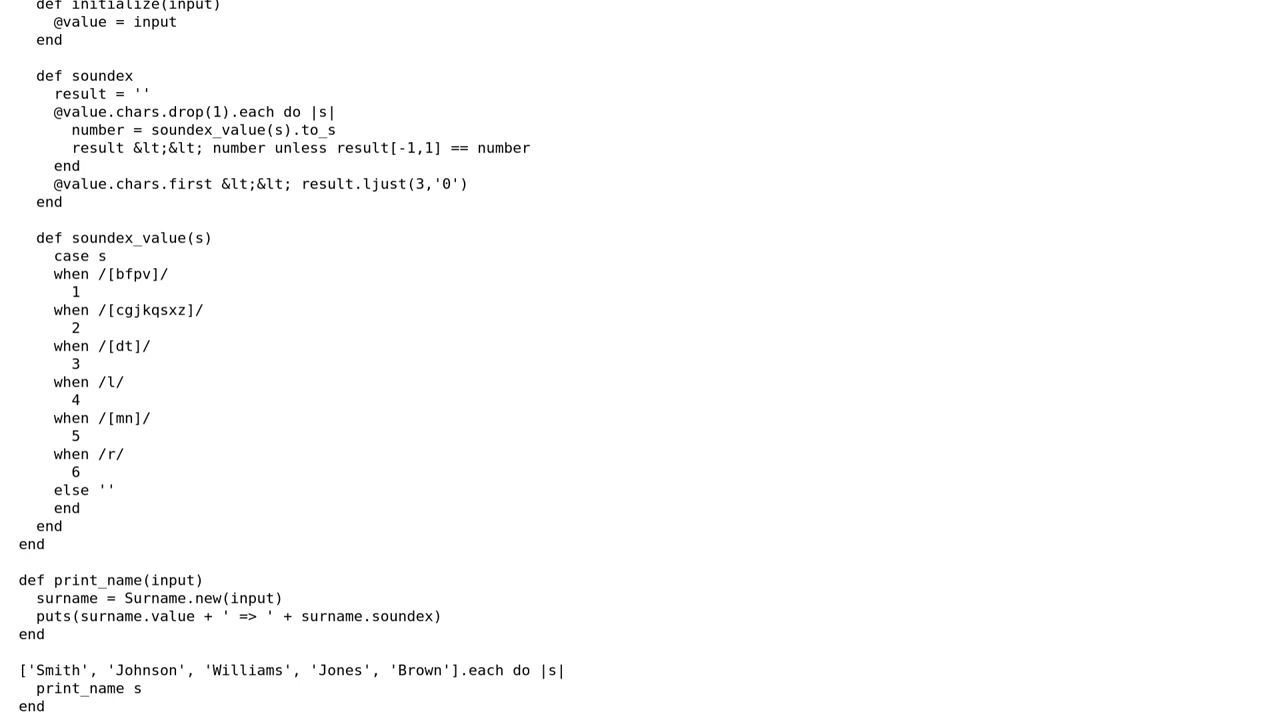 def initialize(input)
    @value = input
  end

  def soundex
    result = ''
    @value.chars.drop(1).each do |s|
      number = soundex_value(s).to_s
      result &lt;&lt; number unless result[-1,1] == number
    end
    @value.chars.first &lt;&lt; result.ljust(3,'0')
  end

  def soundex_value(s)
    case s
    when /[bfpv]/
      1
    when /[cgjkqsxz]/
      2
    when /[dt]/
      3
    when /l/
      4
    when /[mn]/
      5
    when /r/
      6
    else ''
    end
  end
end

def print_name(input)
  surname = Surname.new(input)
  puts(surname.value + ' => ' + surname.soundex)
end

['Smith', 'Johnson', 'Williams', 'Jones', 'Brown'].each do |s|
  print_name s
end